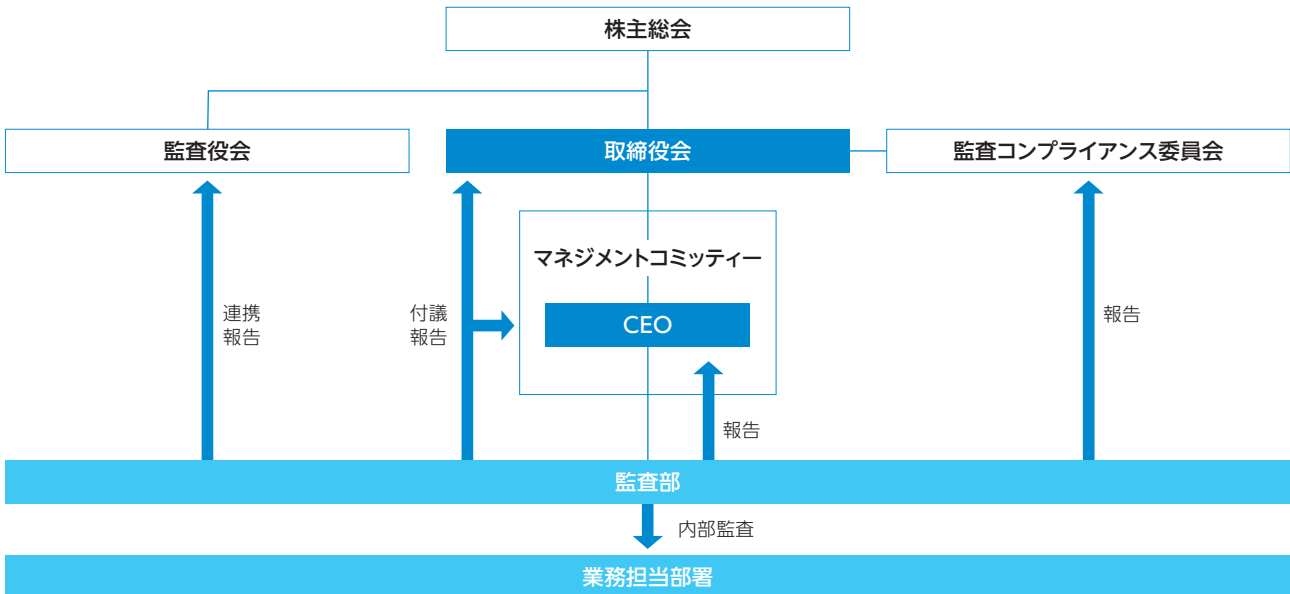 株主総会
監査役会
取締役会
監査コンプライアンス委員会
マネジメントコミッティー
CEO
連携
報告
付議
報告
報告
報告
監査部
内部監査
業務担当部署